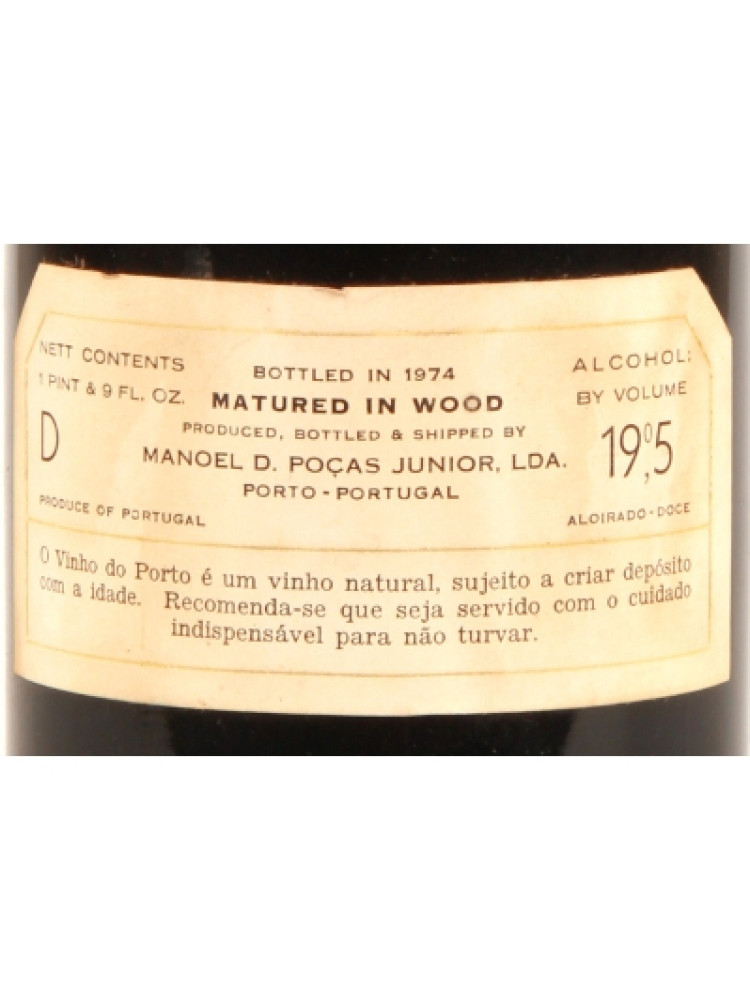 NETT CONTENTS
1 PINT & 9 FL. OZ.
D
PRODUCE OF PORTUGAL
BOTTLED IN 1974
MATURED IN WOOD
PRODUCED, BOTTLED & SHIPPED BY
MANOEL D. POÇAS JUNIOR, LDA.
PORTO - PORTUGAL
ALCOHOL:
BY VOLUME
19º,5
ALOIRADO - DOCE
O Vinho do Porto é um vinho natural, sujeito a criar depósito
com a idade. Recomenda-se que seja servido com o cuidado
indispensável para não turvar.